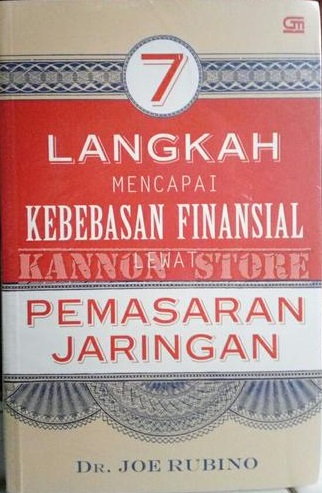 GM
7
LANGKAH
MENCAPAI
KEBEBASAN FINANSIAL
LEWAT
KANNON STORE
PEMASARAN
JARINGAN
DR. JOE RUBINO